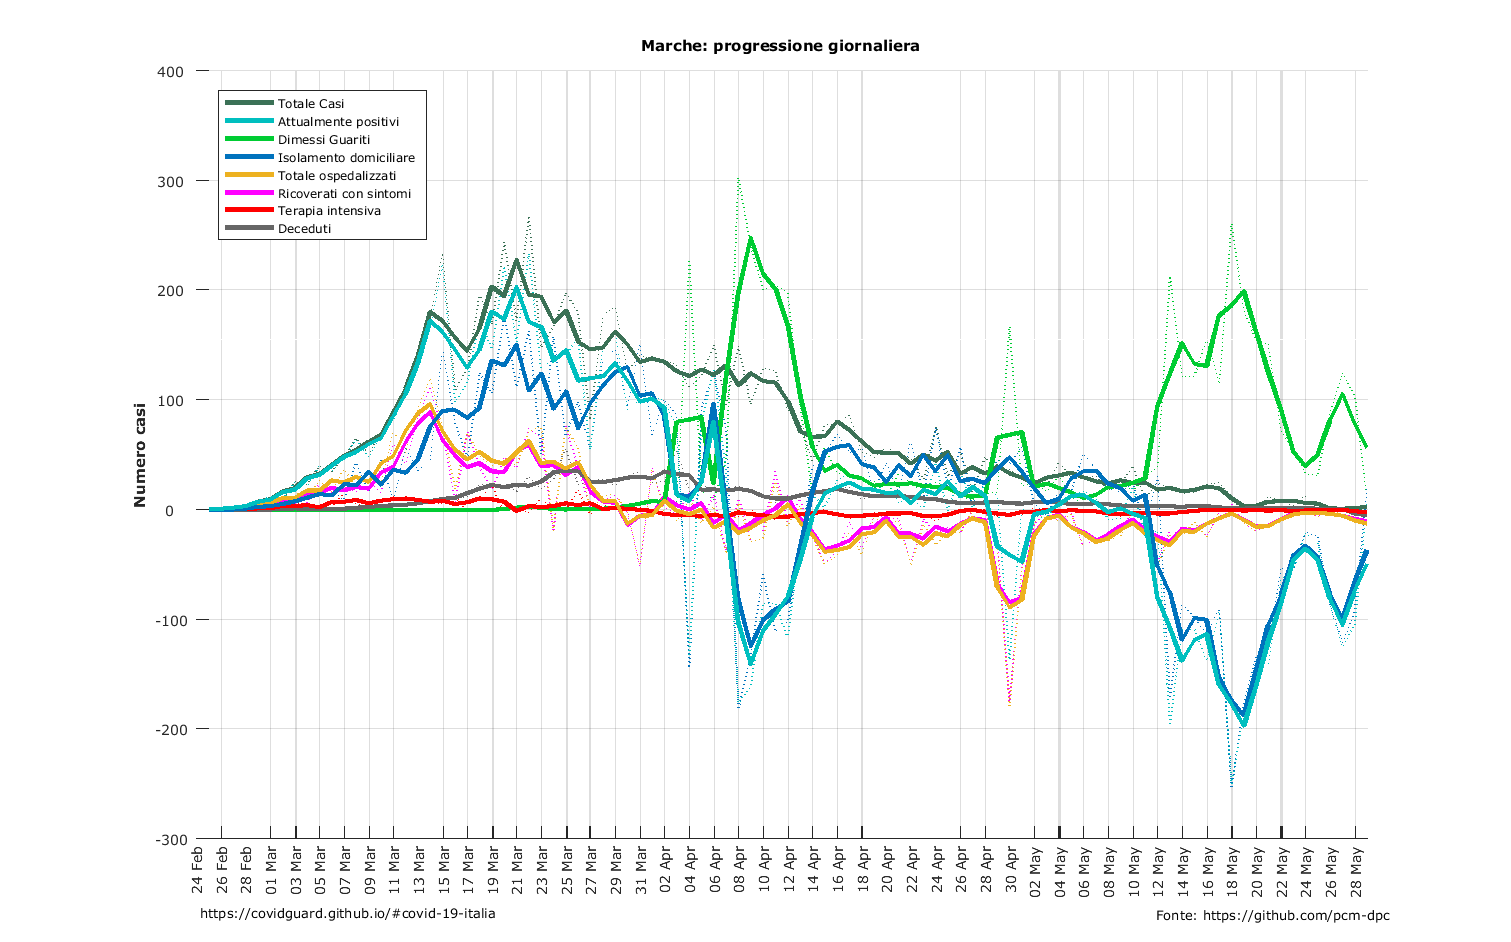 Marche: progressione giornaliera
400
300
200
100
0
-100
-200
-300
Numero casi
Totale Casi
Attualmente positivi
Dimessi Guariti
Isolamento domiciliare
Totale ospedalizzati
Ricoverati con sintomi
Terapia intensiva
Deceduti
24 Feb
26 Feb
28 Feb
01 Mar
03 Mar
05 Mar
07 Mar
09 Mar
11 Mar
13 Mar
15 Mar
17 Mar
19 Mar
21 Mar
23 Mar
25 Mar
27 Mar
29 Mar
31 Mar
02 Apr
04 Apr
06 Apr
08 Apr
10 Apr
12 Apr
14 Apr
16 Apr
18 Apr
20 Apr
22 Apr
24 Apr
26 Apr
28 Apr
30 Apr
02 May
04 May
06 May
08 May
10 May
12 May
14 May
16 May
18 May
20 May
22 May
24 May
26 May
28 May
https://covidguard.github.io/#covid-19-italia
Fonte: https://github.com/pcm-dpc